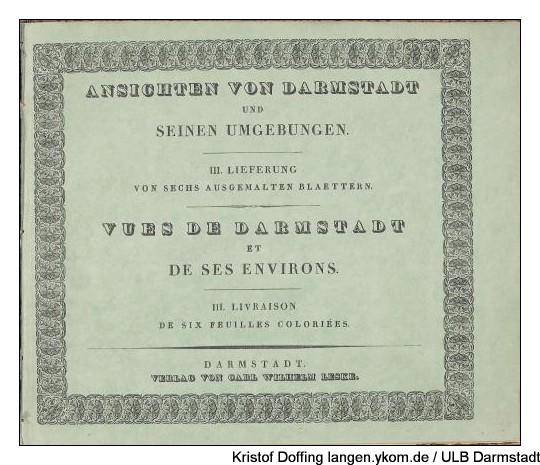 ANSICHTEN VON DARMSTADT
UND
SEINEN UMGEBUNGEN.
III. LIEFERUNG
VON SECHS AUSGEMALTEN BLAETTERN.
VUES DE DARMSTADT
ET
DE SES ENVIRONS.
III. LIVRAISON
DE SIX FEUILLES COLORIÉES.
DARMSTADT.
VERLAG VON CARL WILHELM LESKE.
Kristof Doffing langen.ykom.de / ULB Darmstadt